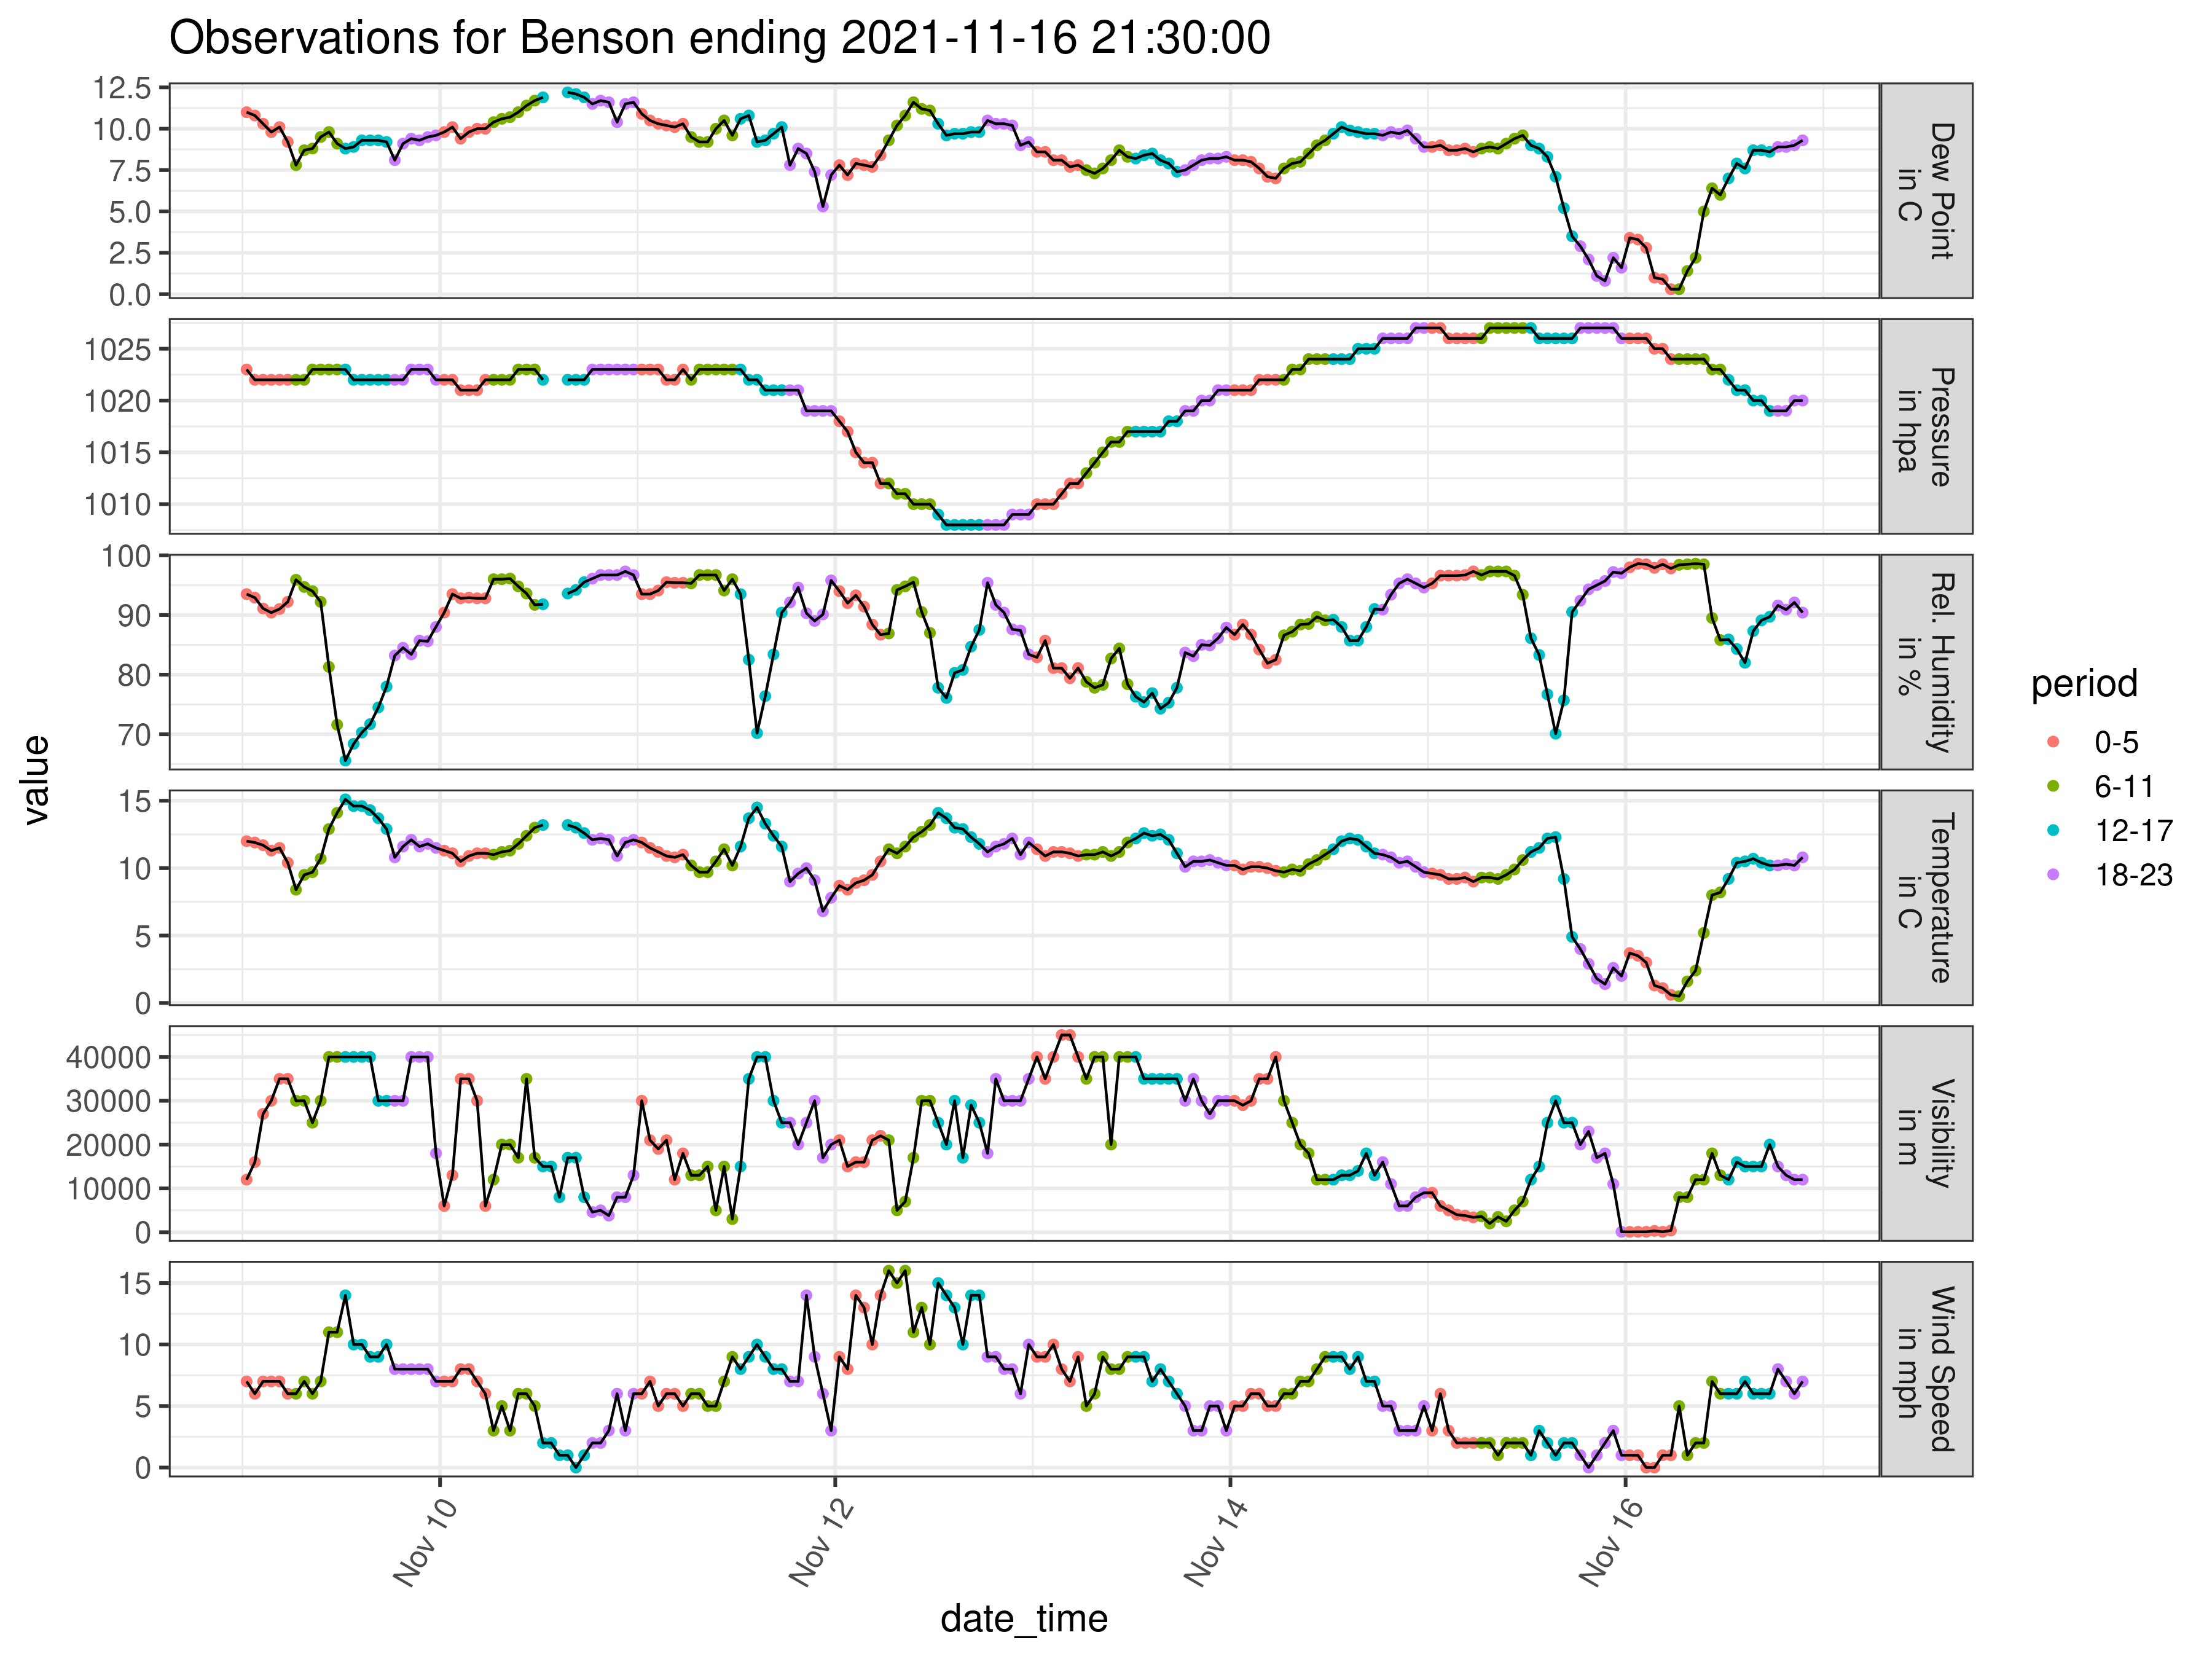 Observations for Benson ending 2021-11-16 21:30:00
12.5
10.0
7.5
5.0
2.5
0.0
Dew Point
in C
1025
1020
1015
1010
Pressure
in hpa
100
90
80
70
Rel. Humidity
in %
15
10
5
0
Temperature
in C
40000
30000
20000
10000
0
Visibility
in m
15
10
5
0
Wind Speed
in mph
value
Nov 10
Nov 12
Nov 14
Nov 16
date_time
period
0-5
6-11
12-17
18-23